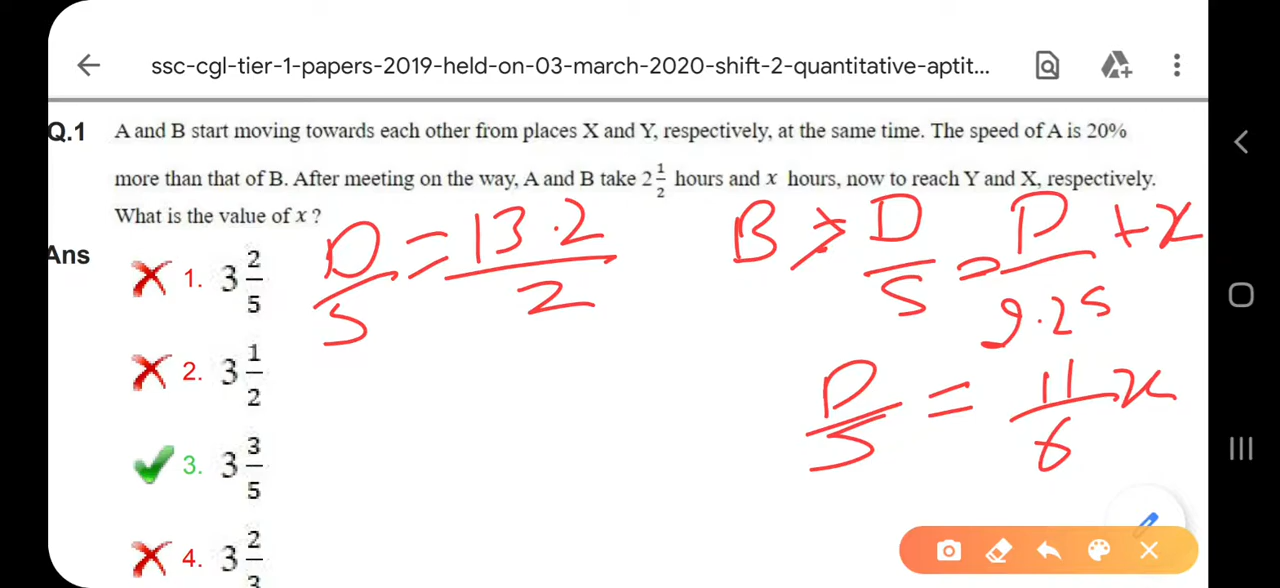 ssc-cgl-tier-1-papers-2019-held-on-03-march-2020-shift-2-quantitative-aptit...
Q.1 A and B start moving towards each other from places X and Y, respectively, at the same time. The speed of A is 20%
more than that of B. After meeting on the way, A and B take 2 1/2 hours and x hours, now to reach Y and X, respectively.
What is the value of x ?
Ans
1. 3 2/5
2. 3 1/2
3. 3 3/5
4. 3 2/3
D/S = 13.2/2
B → D/S = D/2.2S + x
D/S = 11/6 x